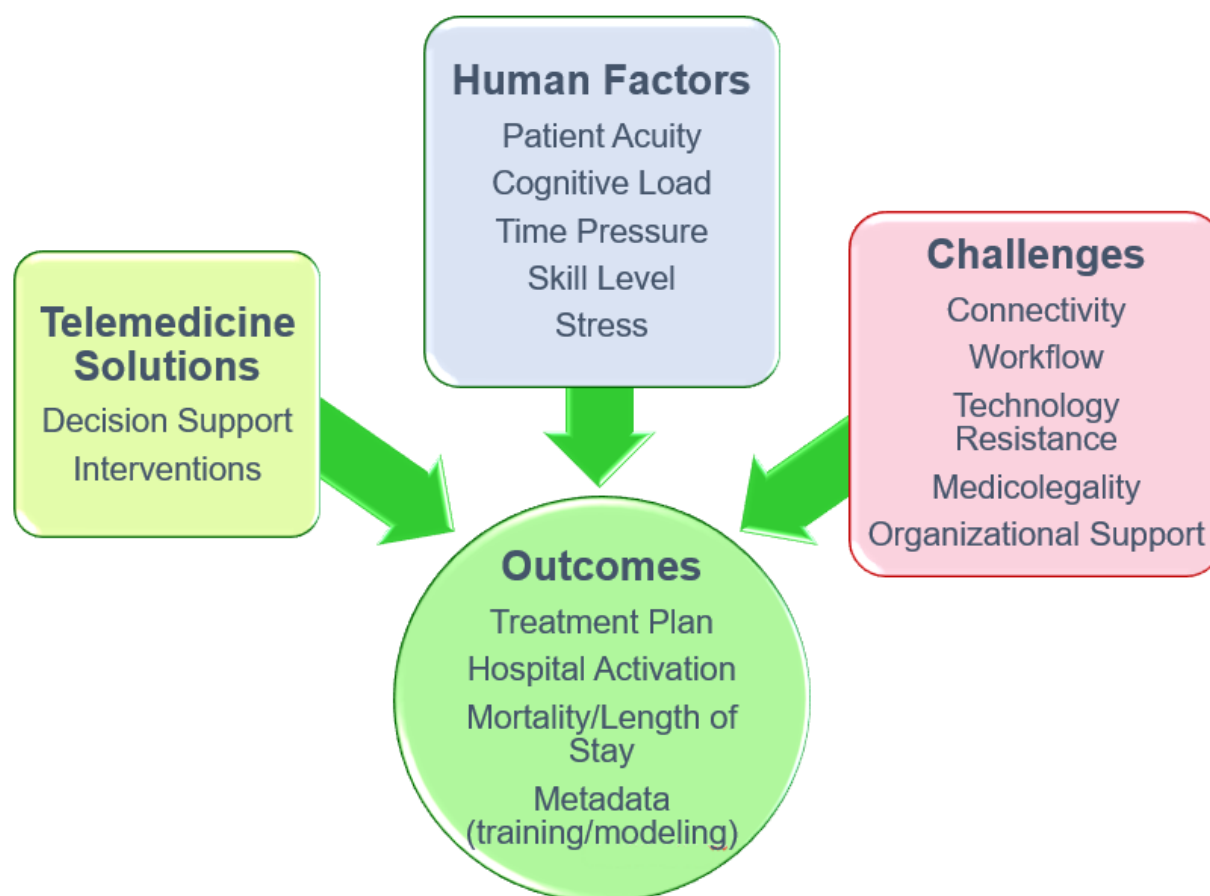 Human Factors
Patient Acuity
Cognitive Load
Time Pressure
Skill Level
Stress
Telemedicine
Solutions
Decision Support
Interventions
Challenges
Connectivity
Workflow
Technology
Resistance
Medicolegality
Organizational Support
Outcomes
Treatment Plan
Hospital Activation
Mortality/Length of
Stay
Metadata
(training/modeling)